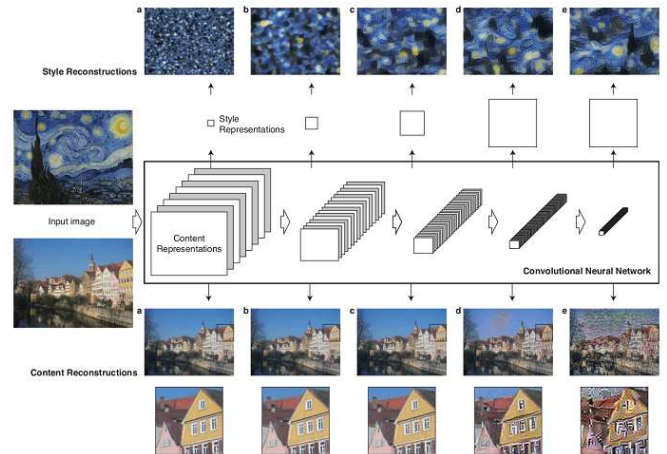 a b c d e
Style Reconstructions
Style
Representations
Input image
Content
Representations
Convolutional Neural Network
a b c d e
Content Reconstructions